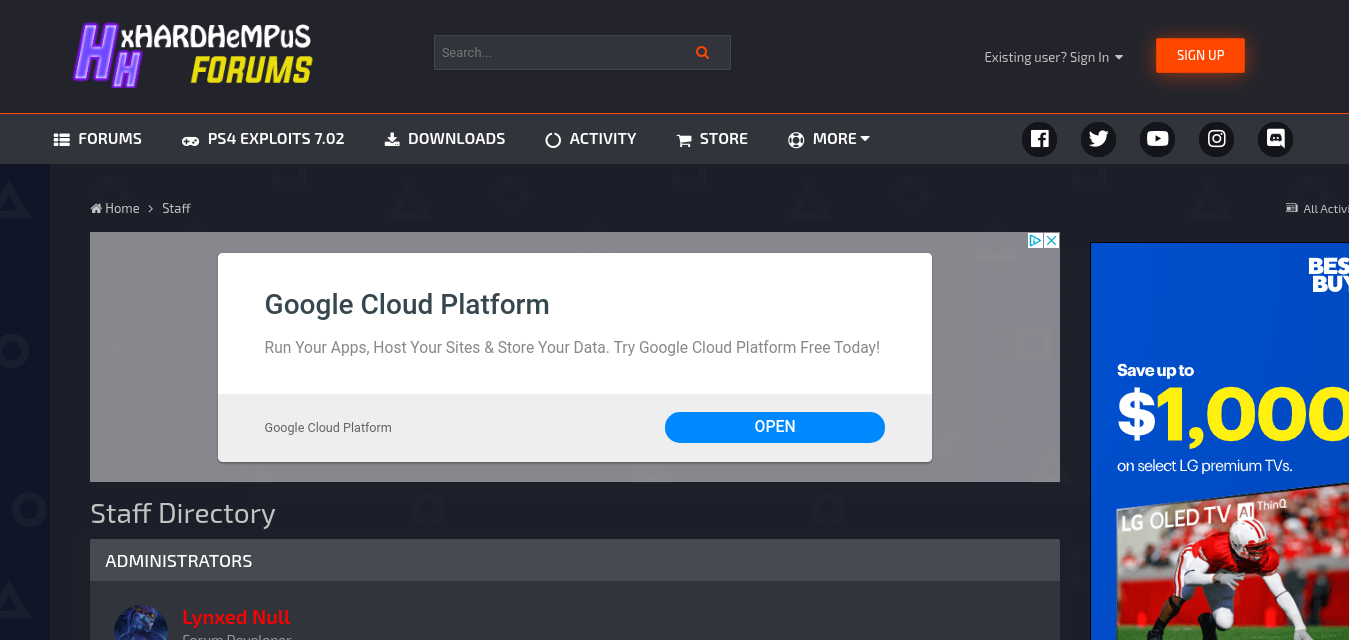 HH xHARDHeMPuS
FORUMS
Search...
Existing user? Sign In
SIGN UP
FORUMS
PS4 EXPLOITS 7.02
DOWNLOADS
ACTIVITY
STORE
MORE
Home > Staff
All Activi
Google Cloud Platform
Run Your Apps, Host Your Sites & Store Your Data. Try Google Cloud Platform Free Today!
Google Cloud Platform
OPEN
BES
BUY
Save up to
$1,000
on select LG premium TVs.
LG OLED TV AI ThinQ
Staff Directory
ADMINISTRATORS
Lynxed Null
Forum Developer